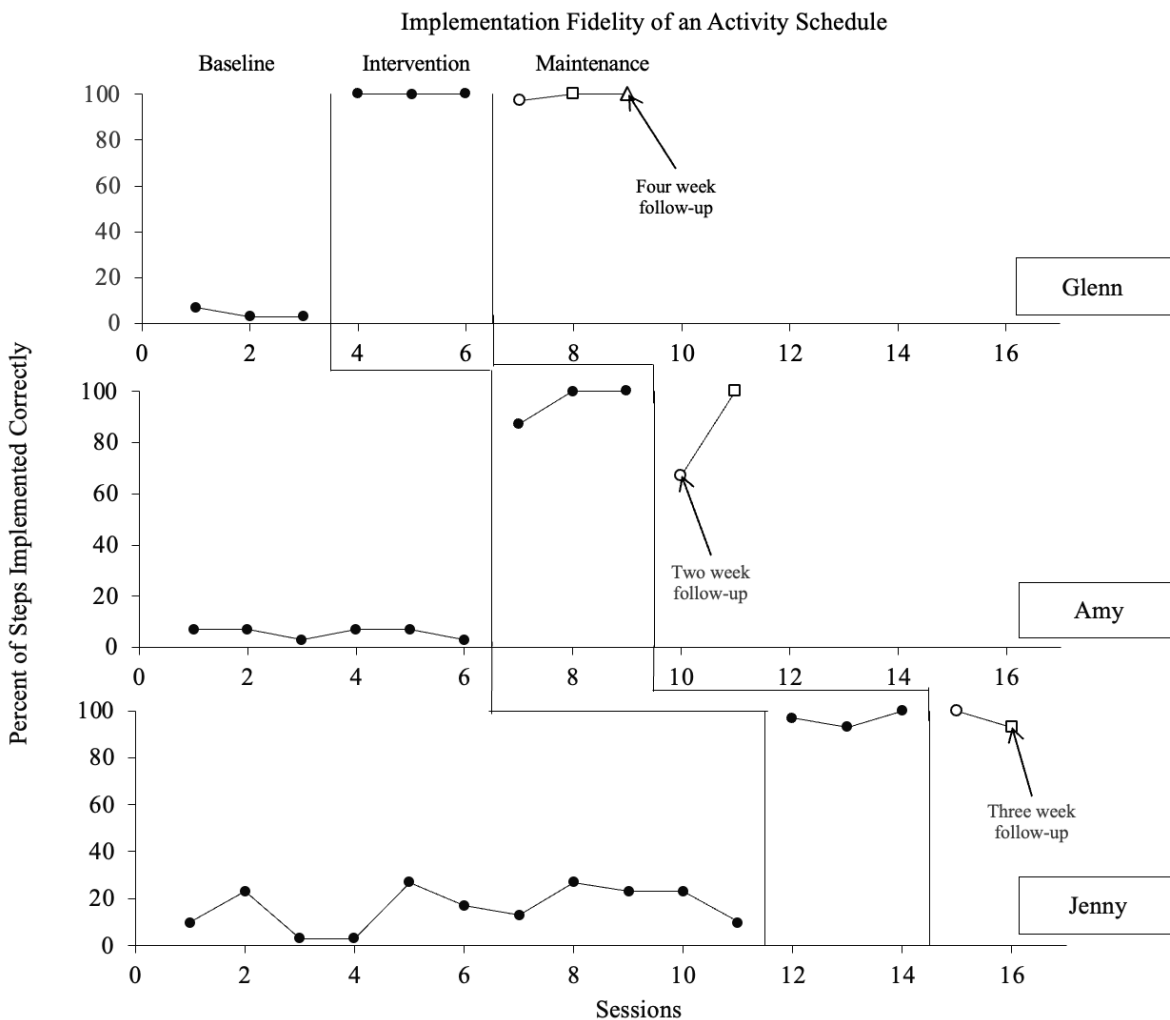 Implementation Fidelity of an Activity Schedule
Baseline
Intervention
Maintenance
100
80
60
40
20
0
Four week
follow-up
Glenn
0 2 4 6 8 10 12 14 16
Percent of Steps Implemented Correctly
100
80
60
40
20
0
Two week
follow-up
Amy
0 2 4 6 8 10 12 14 16
100
80
60
40
20
0
Three week
follow-up
Jenny
0 2 4 6 8 10 12 14 16
Sessions